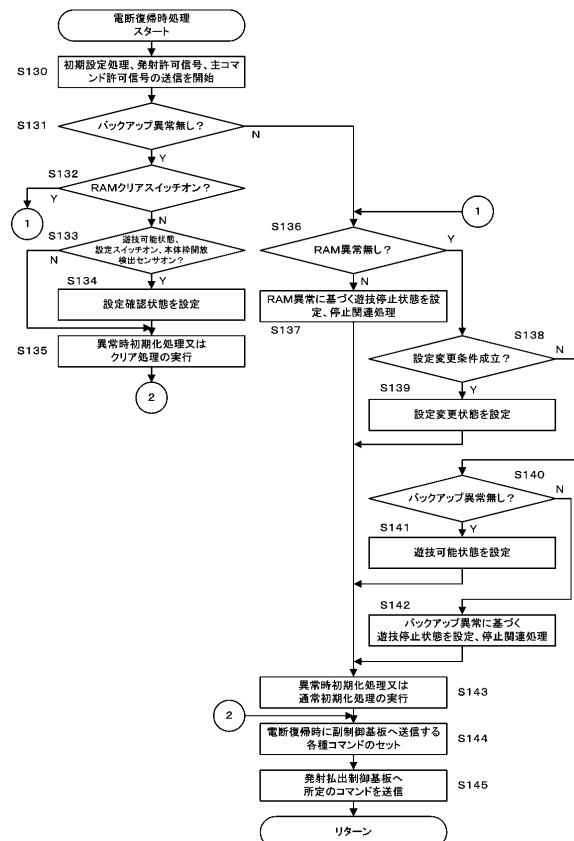 電断復帰時処理
スタート
S130
初期設定処理、発射許可信号、主コマ
ンド許可信号の送信を開始
S131
バックアップ異常無し?
N
Y
S132
RAMクリアスイッチオン?
Y
1
N
S133
遊技可能状態、
設定スイッチオン、本体枠開放
検出センサオン?
N
Y
S134
設定確認状態を設定
S135
異常時初期化処理又は
クリア処理の実行
2
1
S136
RAM異常無し?
Y
N
RAM異常に基づく遊技停止状態を設
定、停止関連処理
S137
S138
設定変更条件成立?
N
S139
Y
設定変更状態を設定
S140
バックアップ異常無し?
N
S141
Y
遊技可能状態を設定
S142
バックアップ異常に基づく
遊技停止状態を設定、停止関連処理
異常時初期化処理又は
通常初期化処理の実行
S143
2
電断復帰時に副制御基板へ送信する
各種コマンドのセット
S144
発射払出制御基板へ
所定のコマンドを送信
S145
リターン